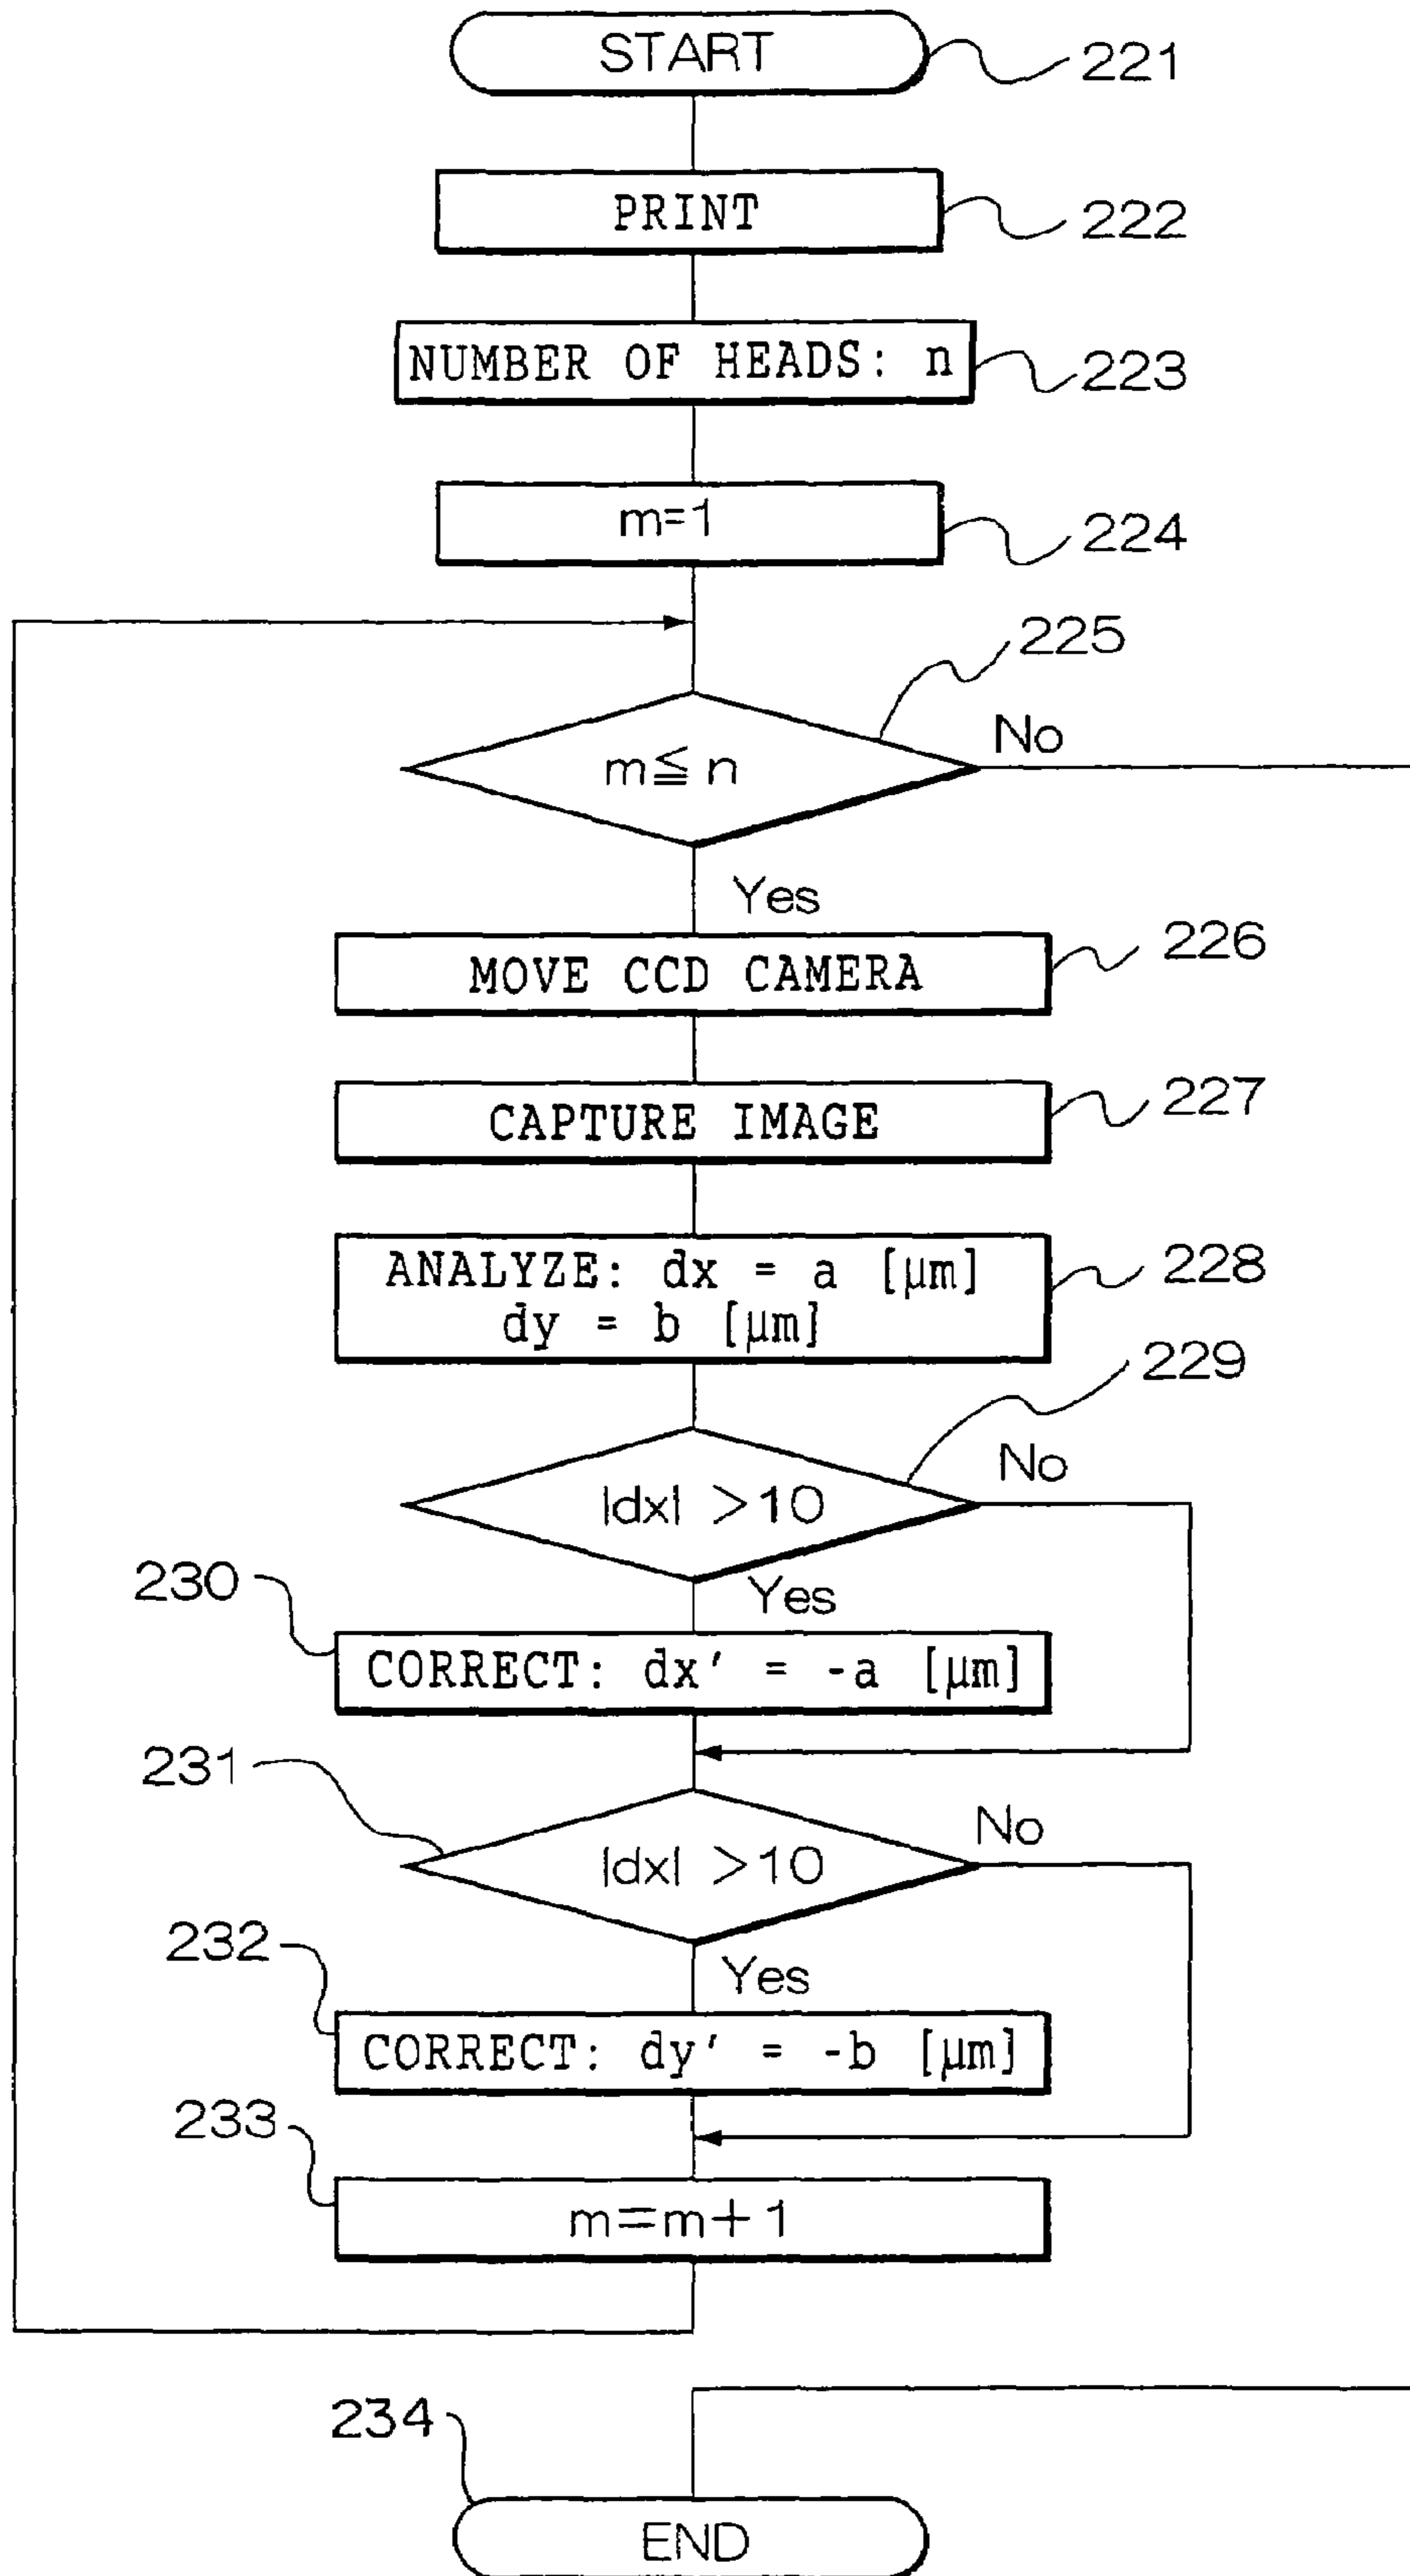 START
221
PRINT
222
NUMBER OF HEADS: n
223
m=1
224
225
m≦n
No
Yes
MOVE CCD CAMERA
226
CAPTURE IMAGE
227
ANALYZE: dx = a [μm]
dy = b [μm]
228
229
|dx| >10
No
Yes
230
CORRECT: dx' = -a [μm]
231
|dx| >10
No
Yes
232
CORRECT: dy' = -b [μm]
233
m=m+1
234
END